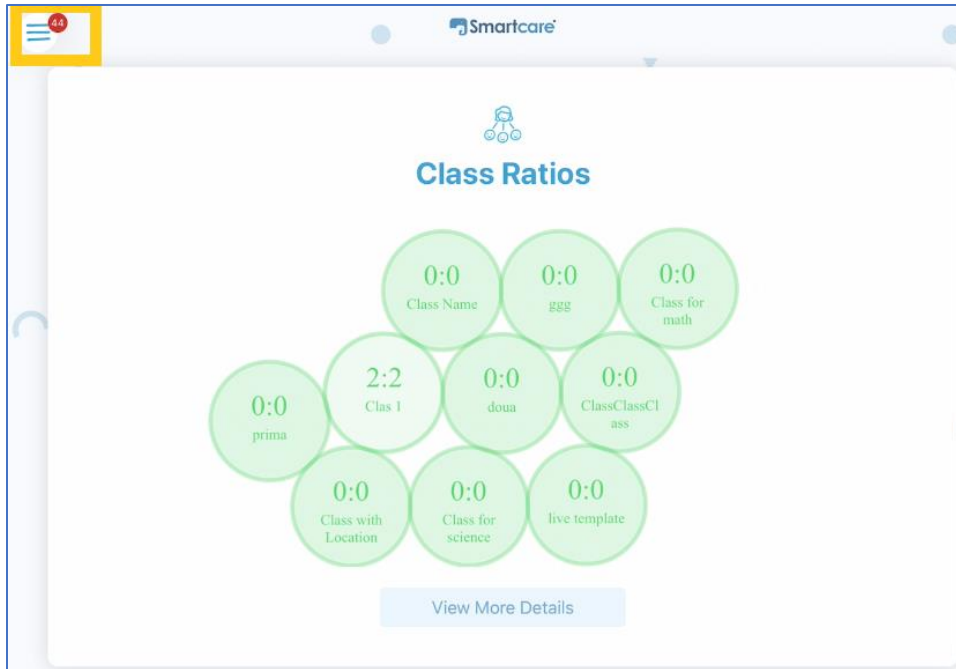 44
Smartcare
Class Ratios
0:0
Class Name
0:0
ggg
0:0
Class for
math
0:0
prima
2:2
Clas 1
0:0
doua
0:0
ClassClassCl
ass
0:0
Class with
Location
0:0
Class for
science
0:0
live template
View More Details